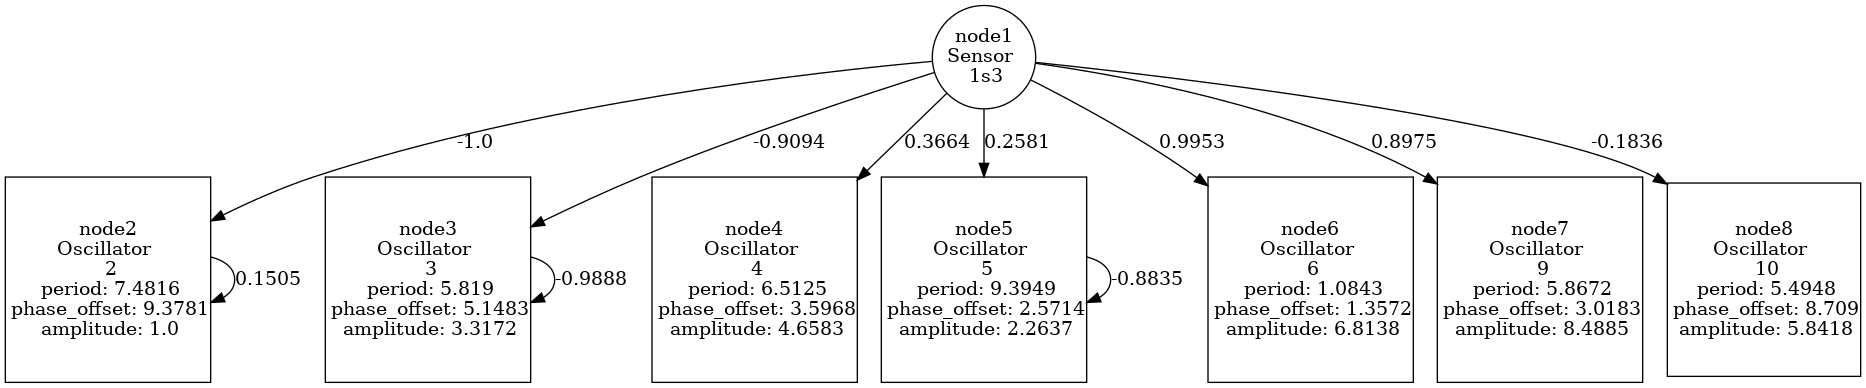 node1
Sensor
1s3
-1.0
-0.9094
0.3664
0.2581
0.9953
0.8975
-0.1836
node2
Oscillator
2
period: 7.4816
phase_offset: 9.3781
amplitude: 1.0
0.1505
node3
Oscillator
3
period: 5.819
phase_offset: 5.1483
amplitude: 3.3172
-0.9888
node4
Oscillator
4
period: 6.5125
phase_offset: 3.5968
amplitude: 4.6583
node5
Oscillator
5
period: 9.3949
phase_offset: 2.5714
amplitude: 2.2637
-0.8835
node6
Oscillator
6
period: 1.0843
phase_offset: 1.3572
amplitude: 6.8138
node7
Oscillator
9
period: 5.8672
phase_offset: 3.0183
amplitude: 8.4885
node8
Oscillator
10
period: 5.4948
phase_offset: 8.709
amplitude: 5.8418